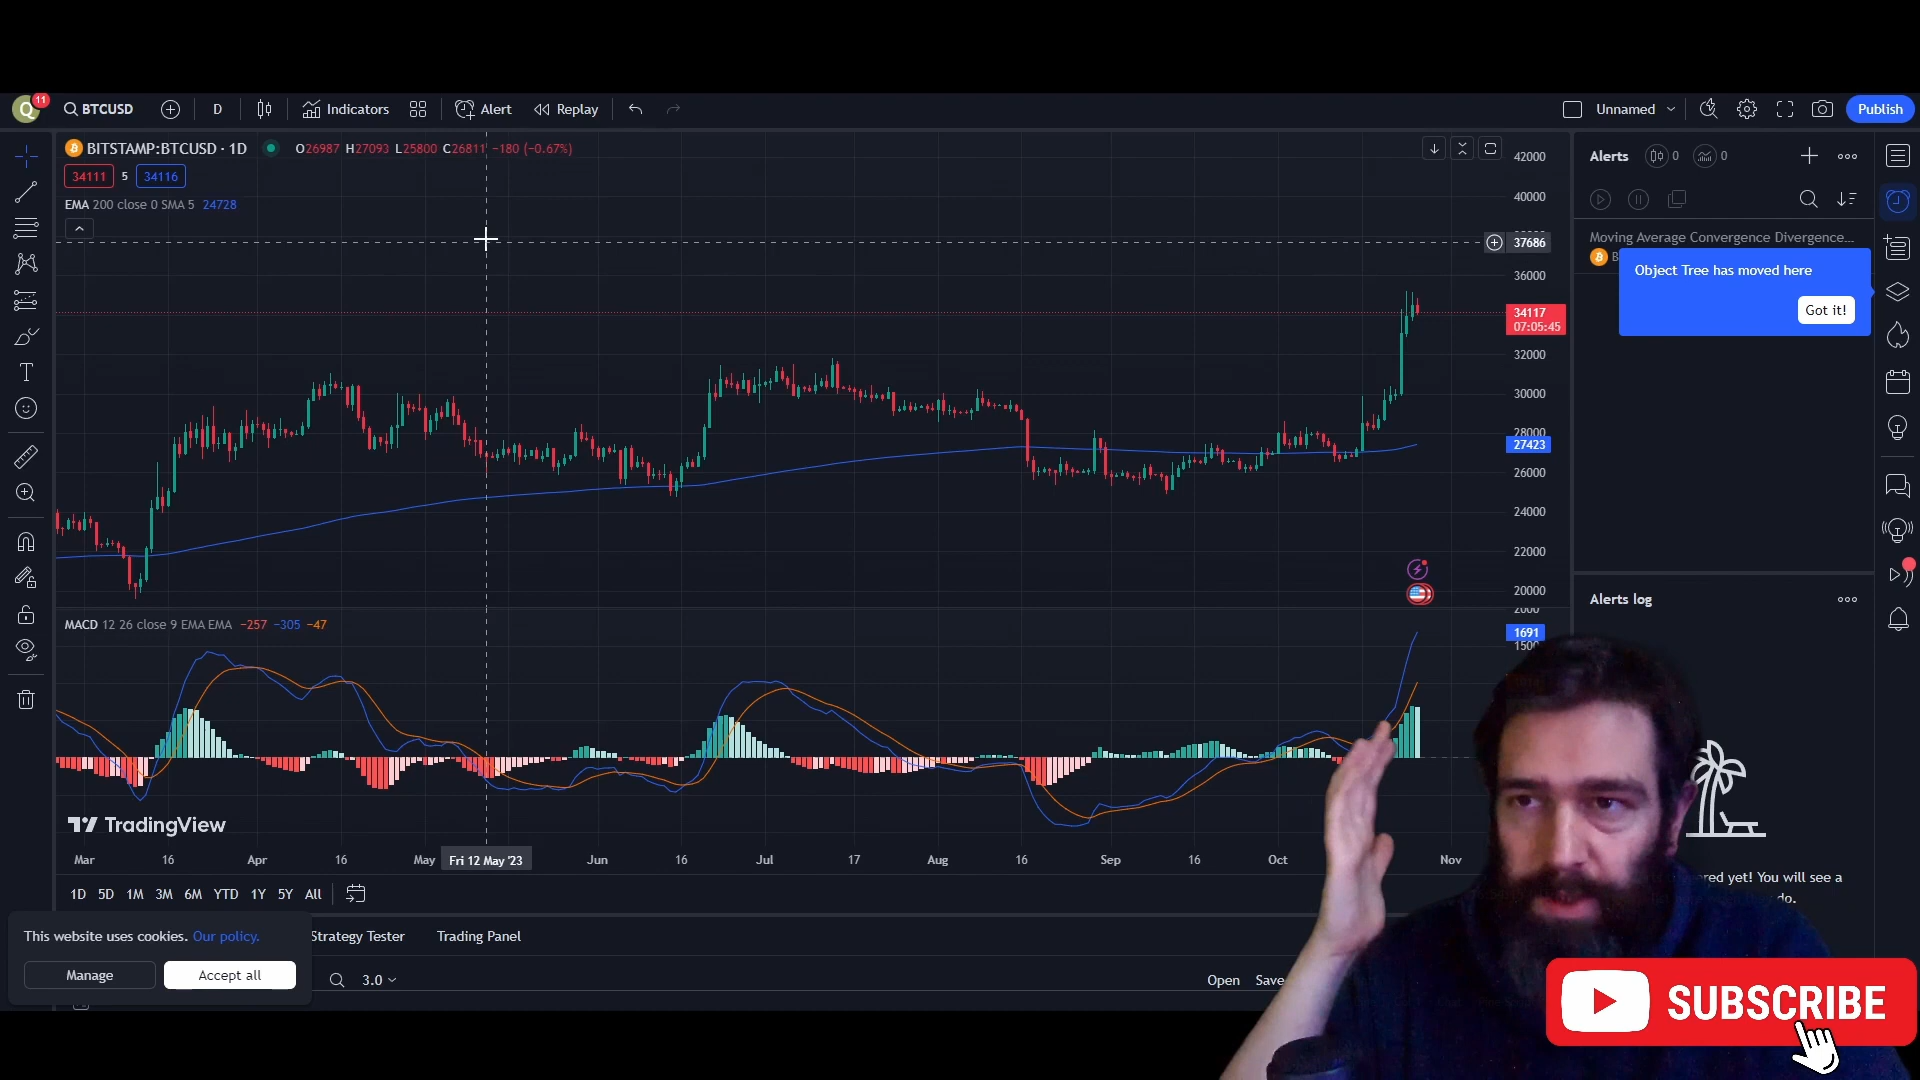 Q 11 BTCUSD D Indicators Alert Replay Unnamed Publish
BITSTAMP:BTCUSD · 1D O26987 H27093 L25800 C26811 −180 (−0.67%)
34111 5 34116
EMA 200 close 0 SMA 5 24728
42000
40000
37686
36000
34117
07:05:45
32000
30000
28000
27423
26000
24000
22000
20000
Alerts 0 0
Moving Average Convergence Divergence...
Object Tree has moved here
Got it!
Alerts log
MACD 12 26 close 9 EMA EMA −257 −305 −47
2000
1691
1500
TradingView
Mar 16 Apr 16 May Fri 12 May '23 Jun 16 Jul 17 Aug 16 Sep 16 Oct Nov
red yet! You will see a
do.
1D 5D 1M 3M 6M YTD 1Y 5Y All
This website uses cookies. Our policy.
Manage Accept all
Strategy Tester Trading Panel
3.0 Open Save
SUBSCRIBE